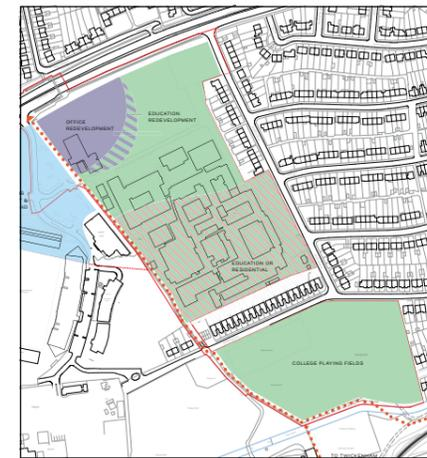 OFFICE
REDEVELOPMENT
EDUCATION
REDEVELOPMENT
EDUCATION OR
RESIDENTIAL
COLLEGE PLAYING FIELDS
TO TWICKENHAM